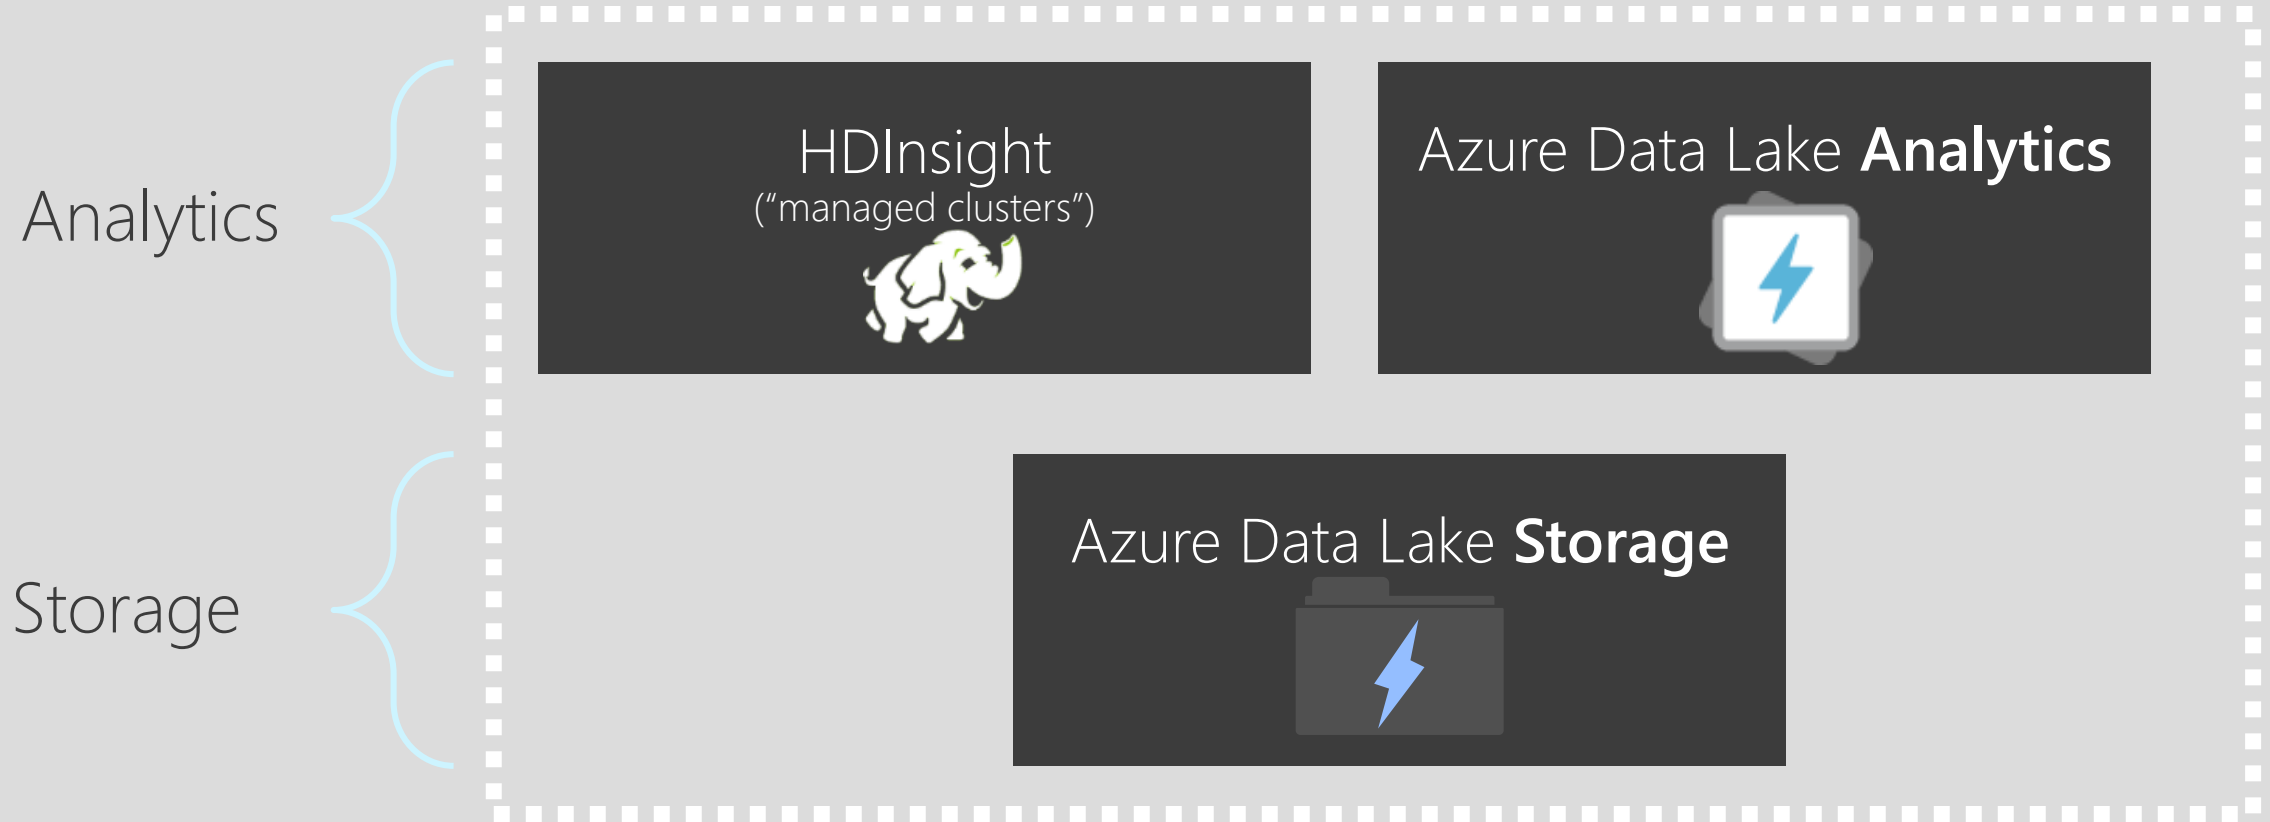 Analytics
HDInsight
(“managed clusters”)
Azure Data Lake Analytics
Storage
Azure Data Lake Storage